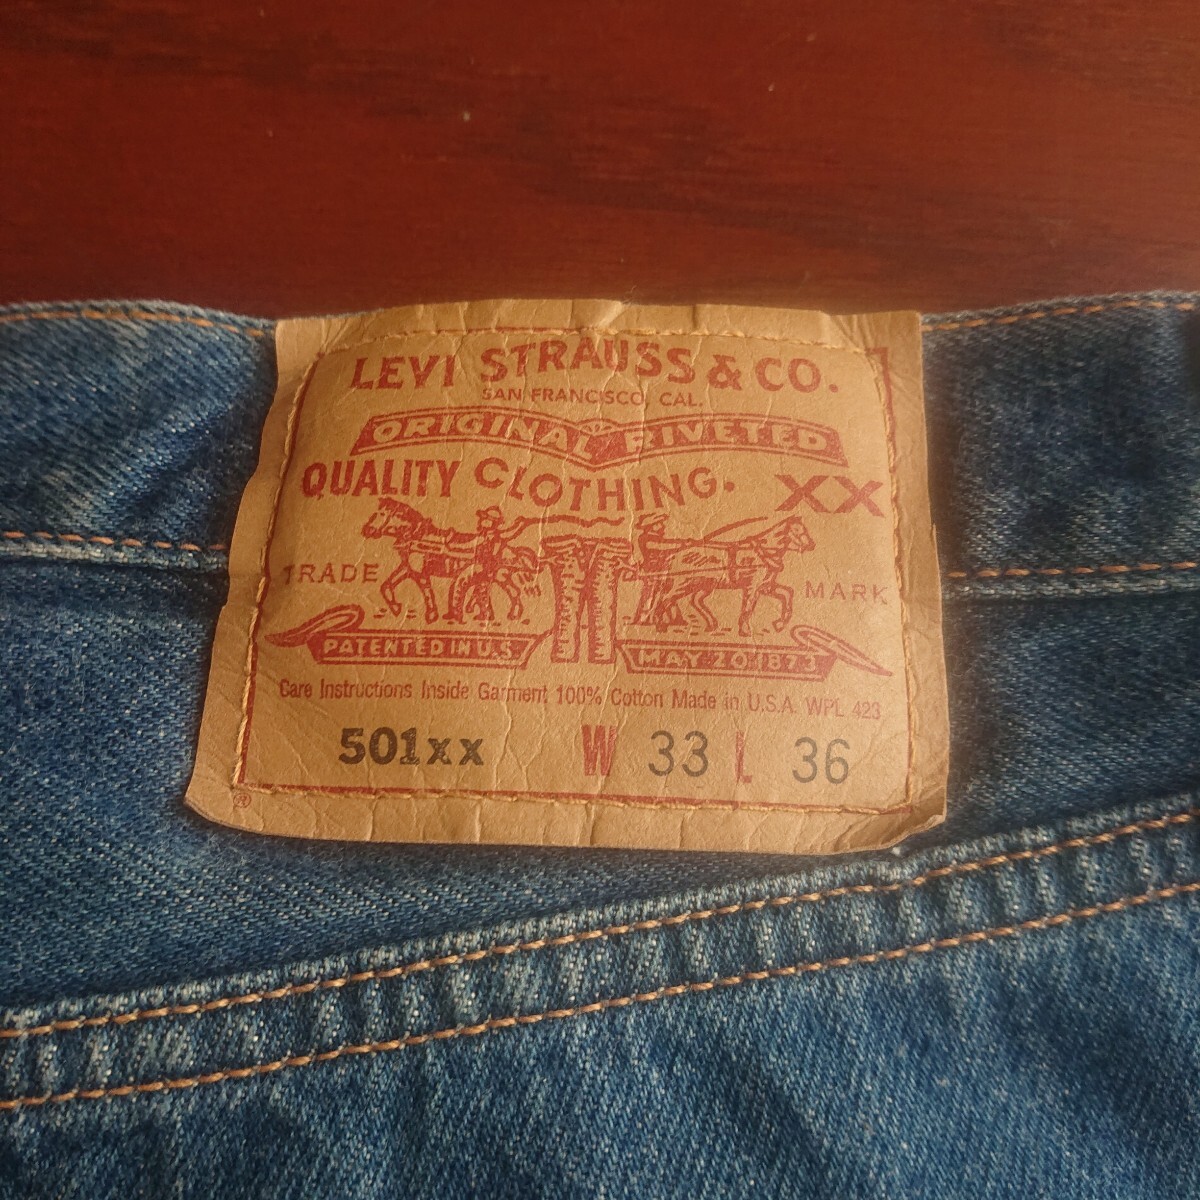 LEVI STRAUSS & CO.
SAN FRANCISCO, CAL.
ORIGINAL RIVETED
QUALITY CLOTHING. XX
TRADE MARK
PATENTED IN U.S. MAY 20 1873
Care Instructions Inside Garment 100% Cotton Made in U.S.A. WPL 423
501xx W 33 L 36
®